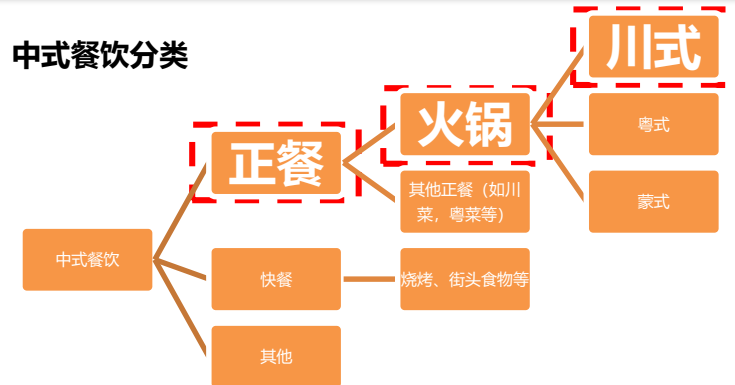 中式餐饮分类
川式
火锅
粤式
正餐
其他正餐（如川
菜，粤菜等）
蒙式
中式餐饮
快餐
烧烤、街头食物等
其他